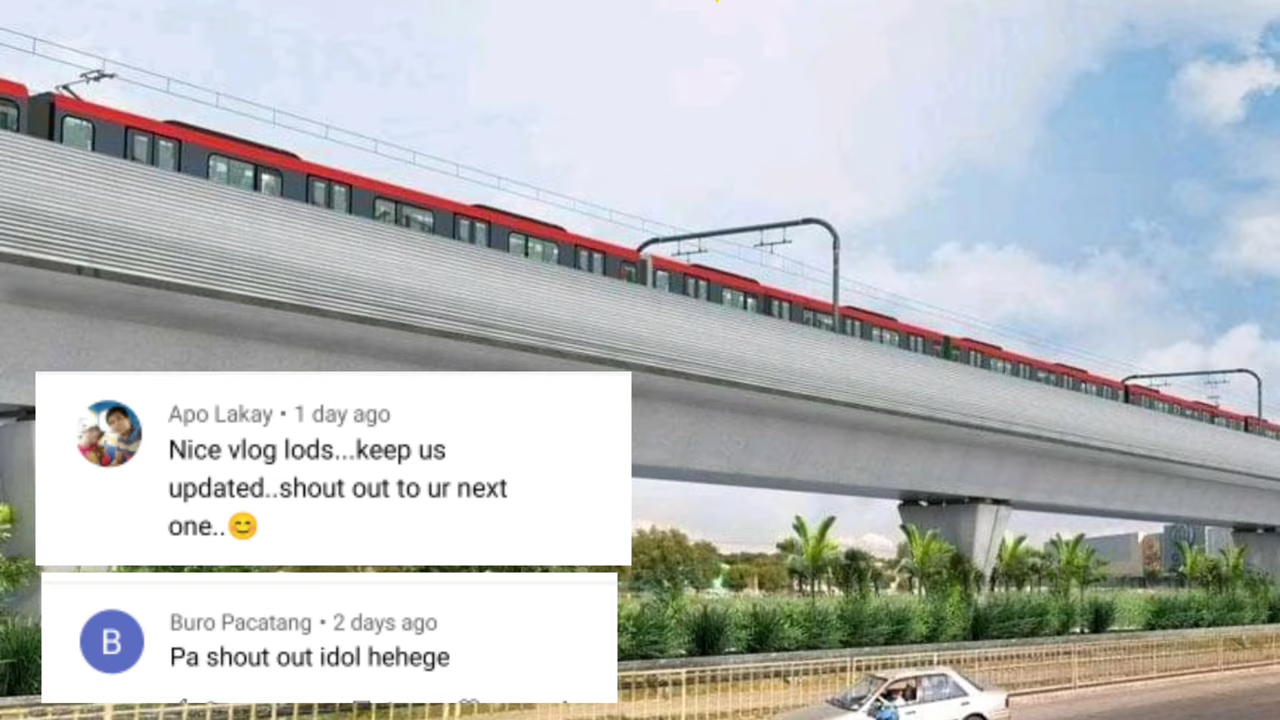 Apo Lakay • 1 day ago
Nice vlog lods...keep us
updated..shout out to ur next
one..😊
B
Buro Pacatang • 2 days ago
Pa shout out idol hehege